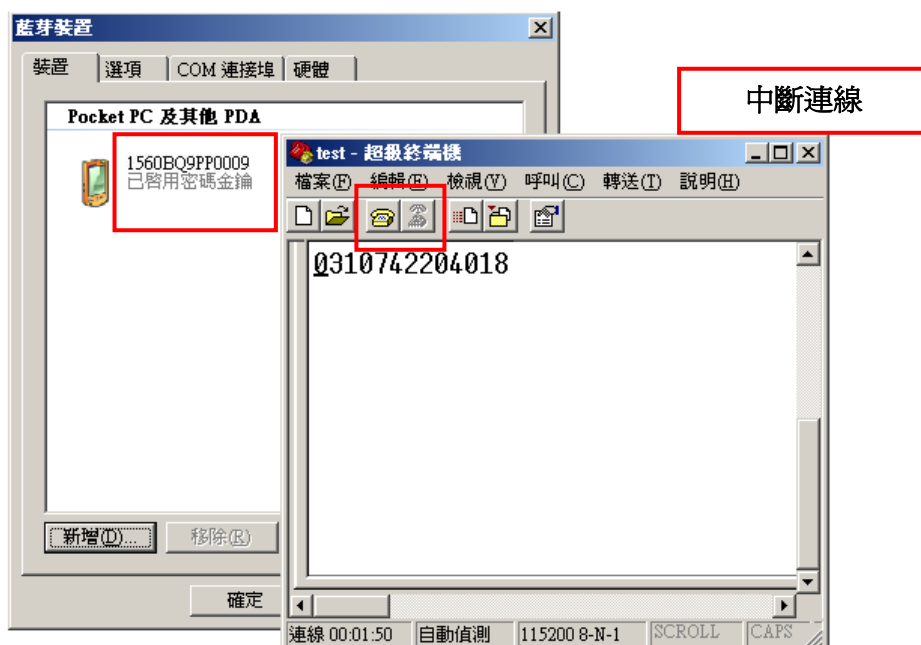 藍芽裝置
裝置 選項 COM 連接埠 硬體
中斷連線
Pocket PC 及其他 PDA
1560BQ9PP0009
已啓用密碼金鑰
test - 超級終端機
檔案(F) 編輯(E) 檢視(V) 呼叫(C) 轉送(T) 說明(H)
0310742204018
新增(D)... 移除(R)
確定
連線 00:01:50 自動偵測 115200 8-N-1 SCROLL CAPS